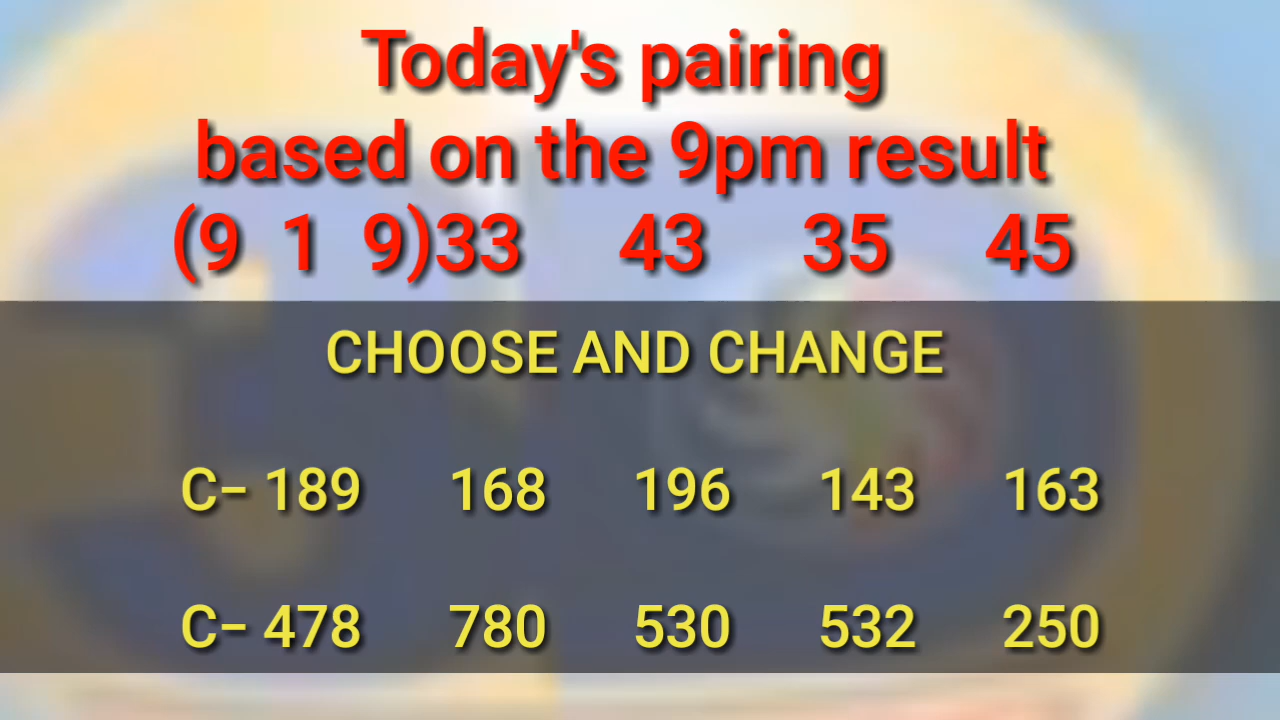 Today's pairing
based on the 9pm result
(9 1 9)33 43 35 45
CHOOSE AND CHANGE
C- 189 168 196 143 163
C- 478 780 530 532 250